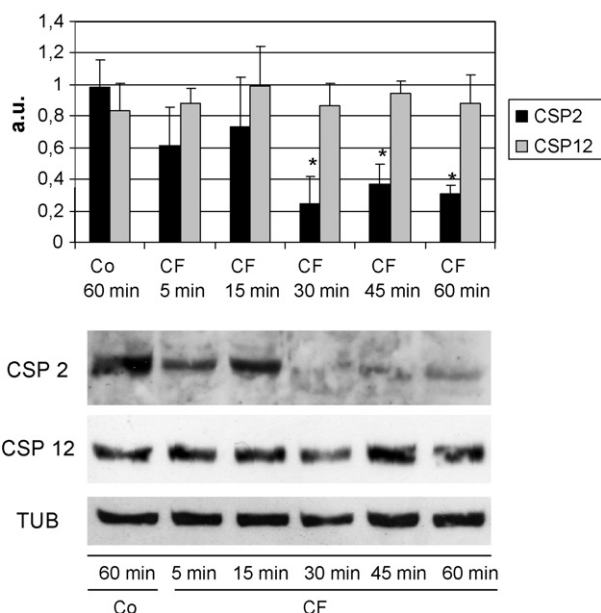 1,4
1,2
1
0,8
0,6
0,4
0,2
0
a.u.
* * *
CSP2
CSP12
Co CF CF CF CF CF
60 min 5 min 15 min 30 min 45 min 60 min
CSP 2
CSP 12
TUB
60 min 5 min 15 min 30 min 45 min 60 min
Co CF